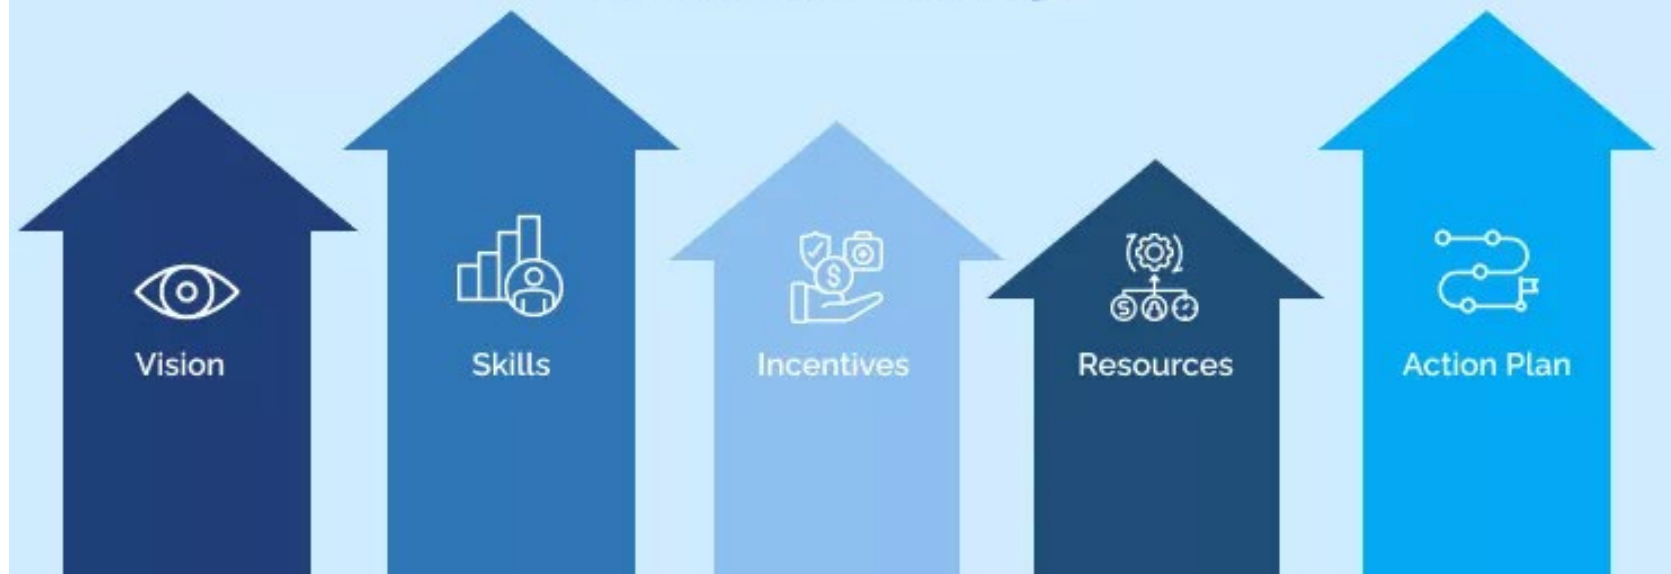 Vision
Skills
Incentives
Resources
Action Plan